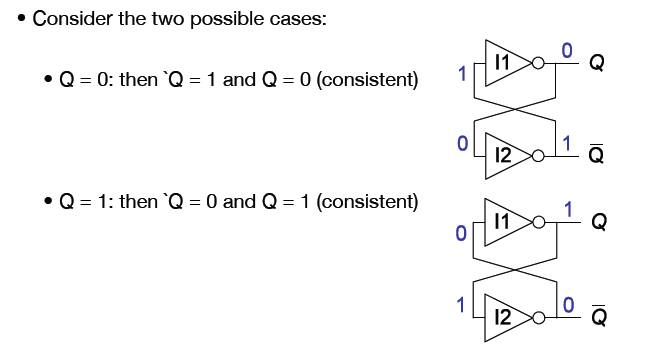 • Consider the two possible cases:
• Q = 0: then `Q = 1 and Q = 0 (consistent)
1 I1 0 Q
0 I2 1 Q̅
• Q = 1: then `Q = 0 and Q = 1 (consistent)
0 I1 1 Q
1 I2 0 Q̅